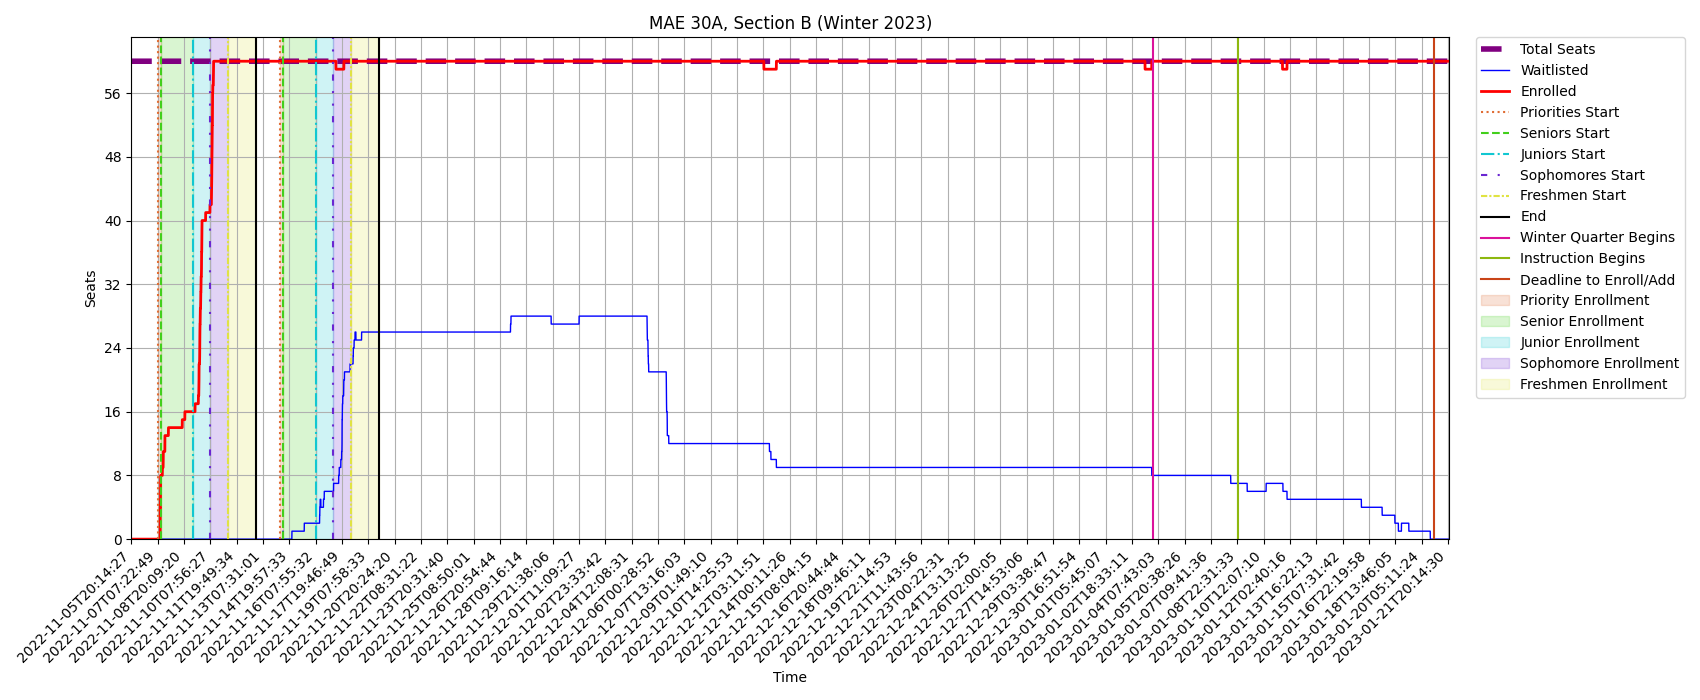 MAE 30A, Section B (Winter 2023)
Seats
56
48
40
32
24
16
8
0
2022-11-05T20:14:27
2022-11-07T07:22:49
2022-11-08T20:09:20
2022-11-10T07:56:27
2022-11-11T19:49:34
2022-11-13T07:31:01
2022-11-14T19:57:33
2022-11-16T07:55:32
2022-11-17T19:46:49
2022-11-19T07:58:33
2022-11-20T20:24:20
2022-11-22T08:31:22
2022-11-23T20:31:40
2022-11-25T08:50:01
2022-11-26T20:54:44
2022-11-28T09:16:14
2022-11-29T21:38:06
2022-12-01T11:09:27
2022-12-02T23:33:42
2022-12-04T12:08:31
2022-12-06T00:28:52
2022-12-07T13:16:03
2022-12-09T01:49:10
2022-12-10T14:25:53
2022-12-12T03:11:51
2022-12-14T00:11:26
2022-12-15T08:04:15
2022-12-16T20:44:44
2022-12-18T09:46:11
2022-12-19T22:14:53
2022-12-21T11:43:56
2022-12-23T00:22:31
2022-12-24T13:13:25
2022-12-26T02:00:05
2022-12-27T14:53:06
2022-12-29T03:38:47
2022-12-30T16:51:54
2023-01-01T05:45:07
2023-01-02T18:33:11
2023-01-04T07:43:03
2023-01-05T20:38:26
2023-01-07T09:41:36
2023-01-08T22:31:33
2023-01-10T12:07:10
2023-01-12T02:40:16
2023-01-13T16:22:13
2023-01-15T07:31:42
2023-01-16T22:19:58
2023-01-18T13:46:05
2023-01-20T05:11:24
2023-01-21T20:14:30
Time
Total Seats
Waitlisted
Enrolled
Priorities Start
Seniors Start
Juniors Start
Sophomores Start
Freshmen Start
End
Winter Quarter Begins
Instruction Begins
Deadline to Enroll/Add
Priority Enrollment
Senior Enrollment
Junior Enrollment
Sophomore Enrollment
Freshmen Enrollment